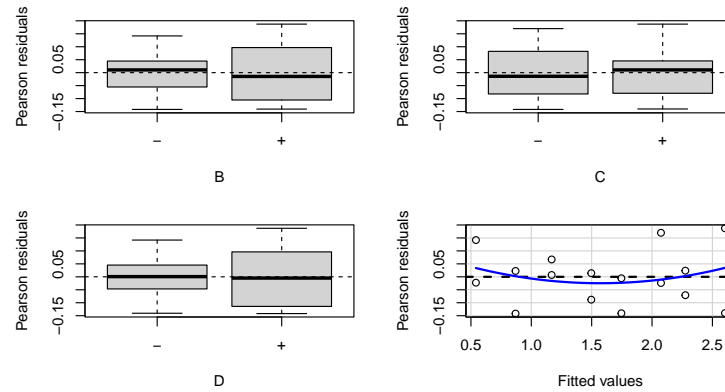 Pearson residuals
0.05
−0.15
−
+
B
Pearson residuals
0.05
−0.15
−
+
C
Pearson residuals
0.05
−0.15
−
+
D
Pearson residuals
0.05
−0.15
0.5 1.0 1.5 2.0 2.5
Fitted values